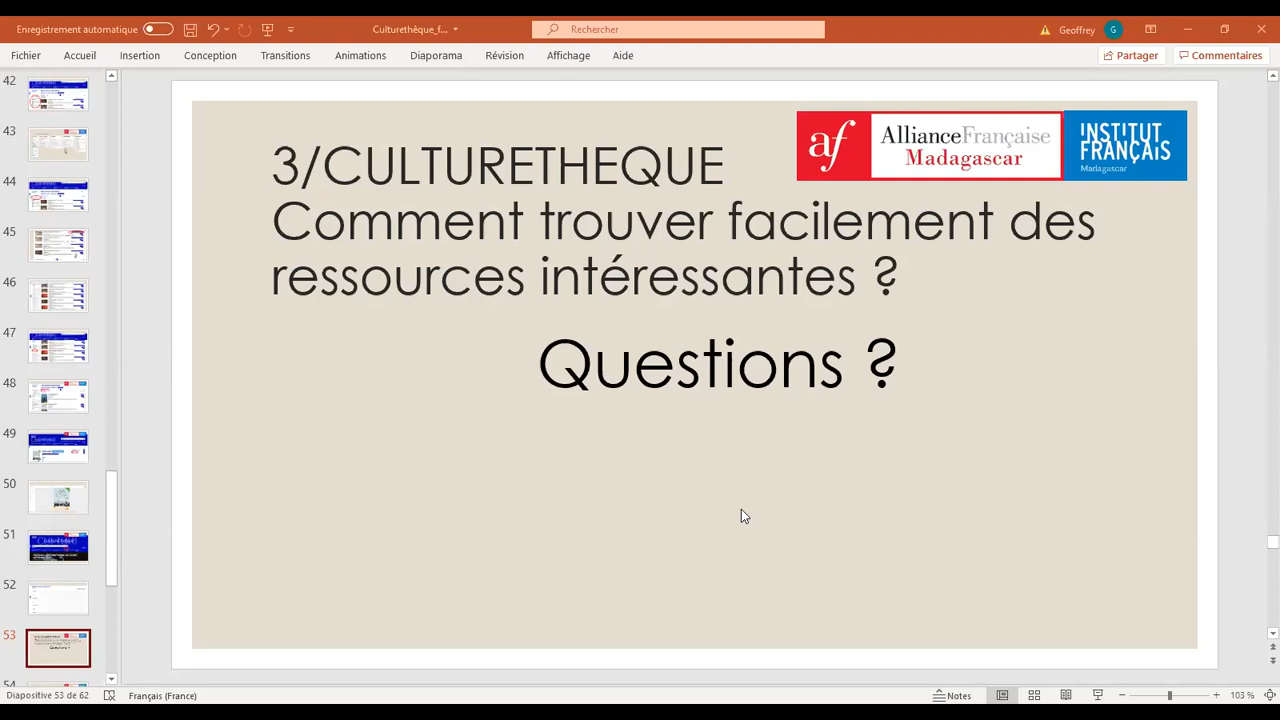 Enregistrement automatique
Culturethèque_f...
Rechercher
Geoffrey
G
Fichier
Accueil
Insertion
Conception
Transitions
Animations
Diaporama
Révision
Affichage
Aide
Partager
Commentaires
42
43
44
45
46
47
48
49
50
51
52
53
54
3/CULTURETHEQUE
Comment trouver facilement des
ressources intéressantes ?
Questions ?
af
AllianceFrançaise
Madagascar
INSTITUT
FRANÇAIS
Madagascar
Diapositive 53 de 62
Français (France)
Notes
103 %